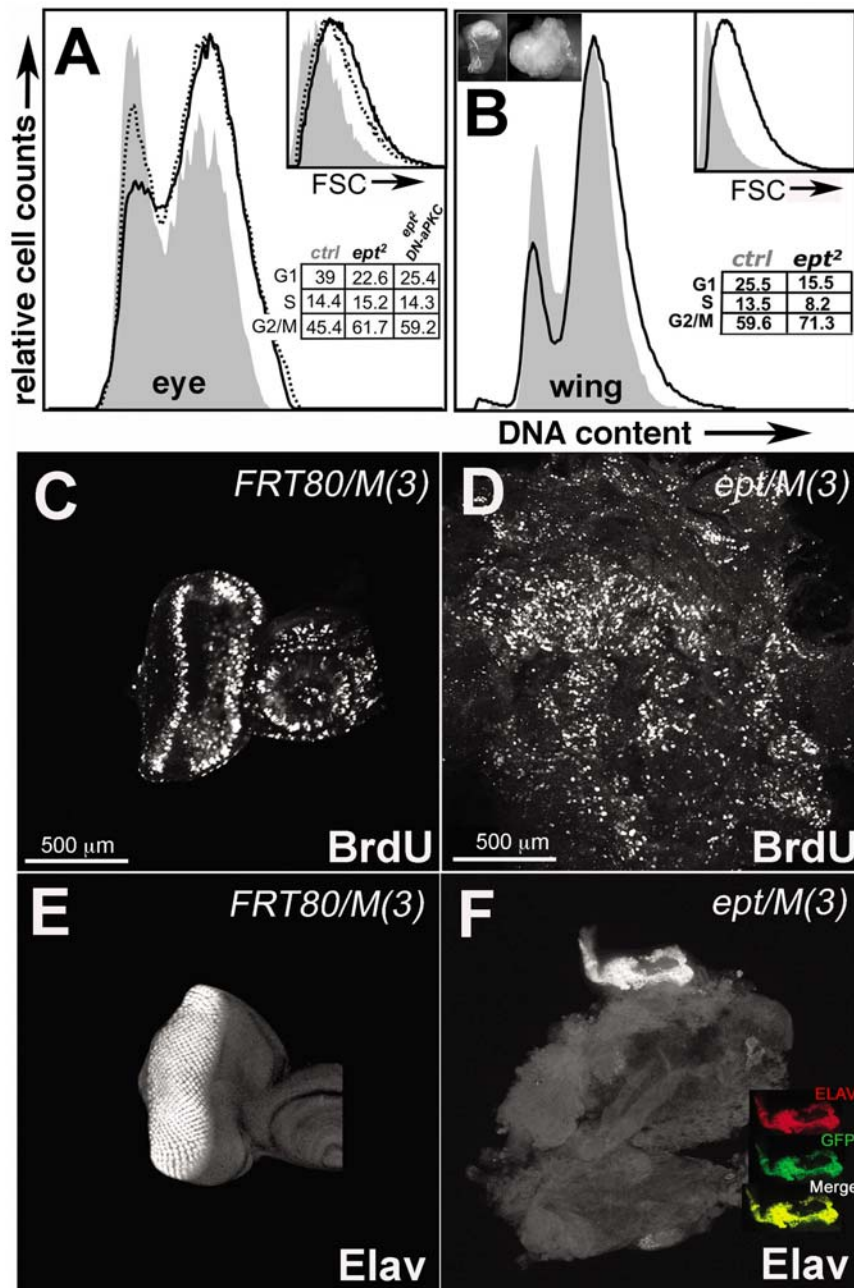 A
B
relative cell counts
FSC
FSC
ctrl ept² ept² DN-aPKC
G1 39 22.6 25.4
S 14.4 15.2 14.3
G2/M 45.4 61.7 59.2
ctrl ept²
G1 25.5 15.5
S 13.5 8.2
G2/M 59.6 71.3
eye
wing
DNA content
C
FRT80/M(3)
D
ept/M(3)
500 µm
BrdU
500 µm
BrdU
E
FRT80/M(3)
F
ept/M(3)
ELAV
GFP
Merge
Elav
Elav